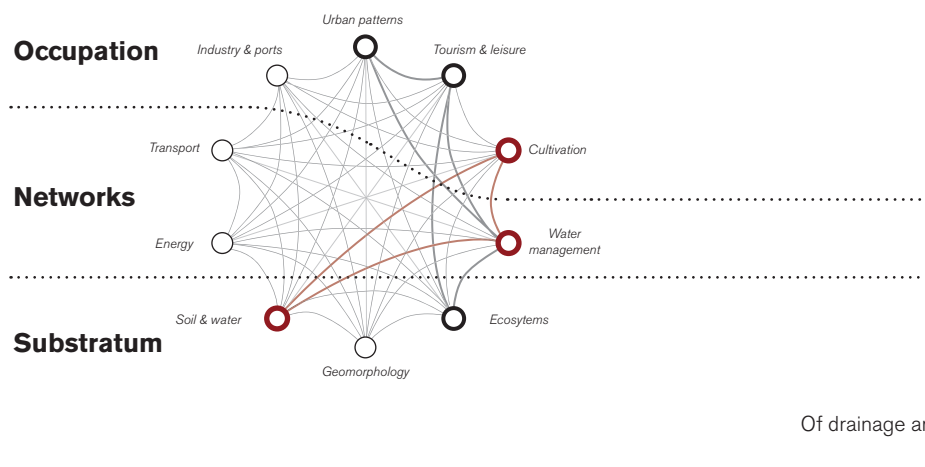 Urban patterns
Occupation
Industry & ports
Tourism & leisure
Transport
Cultivation
Networks
Energy
Water
management
Soil & water
Ecosytems
Substratum
Geomorphology
Of drainage